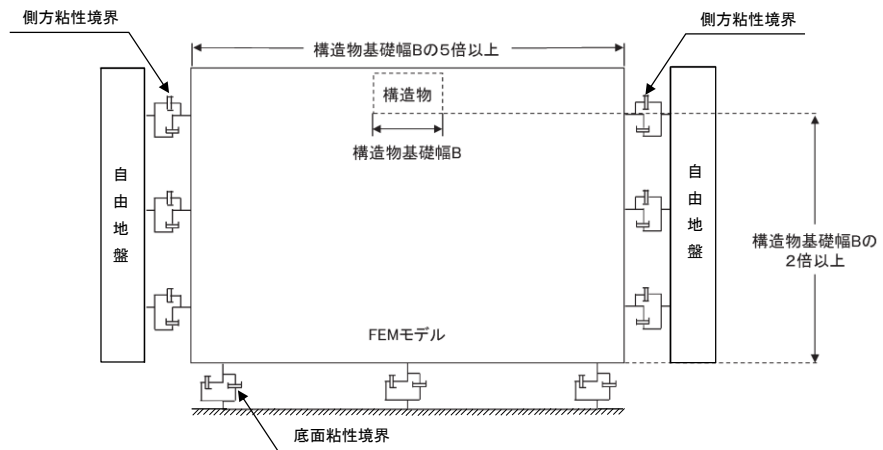 側方粘性境界
側方粘性境界
構造物基礎幅Bの5倍以上
構造物
構造物基礎幅B
自由地盤
自由地盤
構造物基礎幅Bの
2倍以上
FEMモデル
底面粘性境界